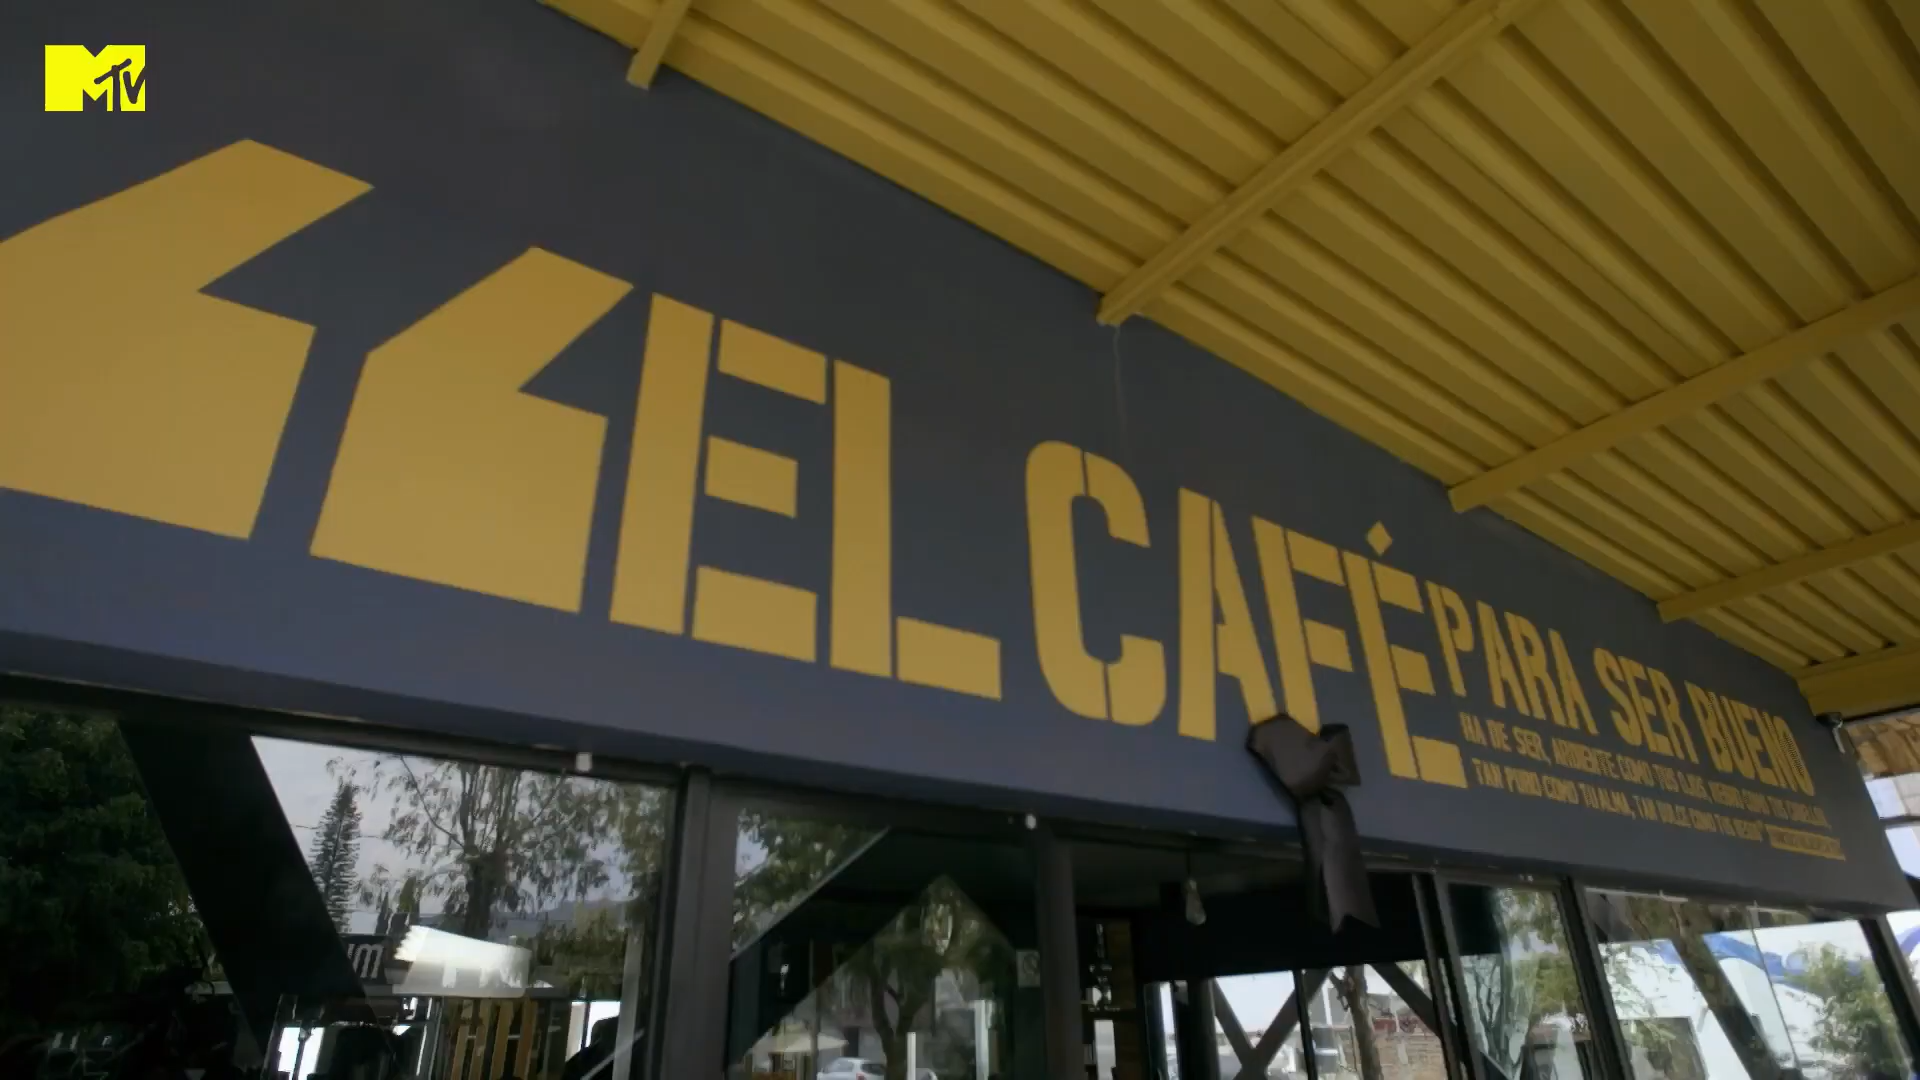 MTV
“EL CAFÉ PARA SER BUENO
HA DE SER, ARDIENTE COMO TUS OJOS, NEGRO COMO TUS CABELLOS,
TAN PURO COMO TU ALMA, TAN DULCE COMO TUS BESOS"